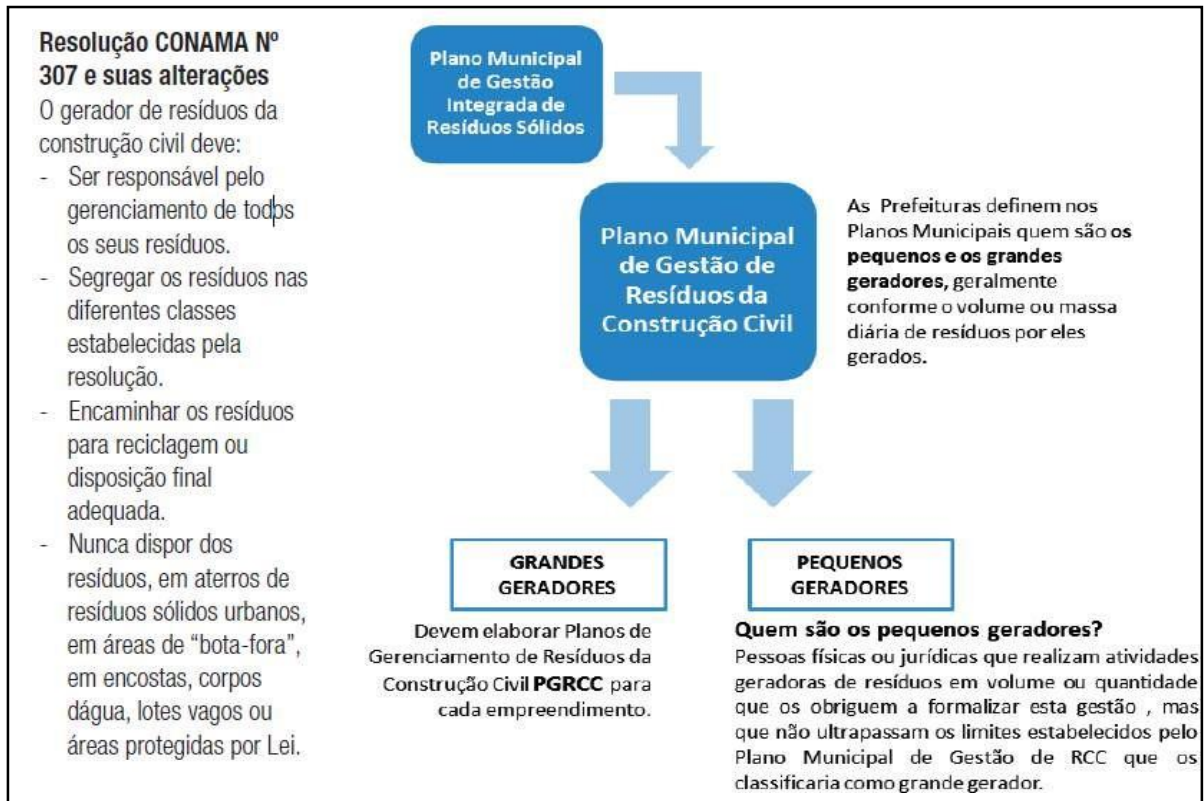 Resolução CONAMA Nº
307 e suas alterações
O gerador de resíduos da
construção civil deve:
- Ser responsável pelo
gerenciamento de todos
os seus resíduos.
- Segregar os resíduos nas
diferentes classes
estabelecidas pela
resolução.
- Encaminhar os resíduos
para reciclagem ou
disposição final
adequada.
- Nunca dispor dos
resíduos, em aterros de
resíduos sólidos urbanos,
em áreas de “bota-fora”,
em encostas, corpos
dágua, lotes vagos ou
áreas protegidas por Lei.
Plano Municipal
de Gestão
Integrada de
Resíduos Sólidos
Plano Municipal
de Gestão de
Resíduos da
Construção Civil
As Prefeituras definem nos
Planos Municipais quem são os
pequenos e os grandes
geradores, geralmente
conforme o volume ou massa
diária de resíduos por eles
gerados.
GRANDES
GERADORES
Devem elaborar Planos de
Gerenciamento de Resíduos da
Construção Civil PGRCC para
cada empreendimento.
PEQUENOS
GERADORES
Quem são os pequenos geradores?
Pessoas físicas ou jurídicas que realizam atividades
geradoras de resíduos em volume ou quantidade
que os obriguem a formalizar esta gestão , mas
que não ultrapassam os limites estabelecidos pelo
Plano Municipal de Gestão de RCC que os
classificaria como grande gerador.